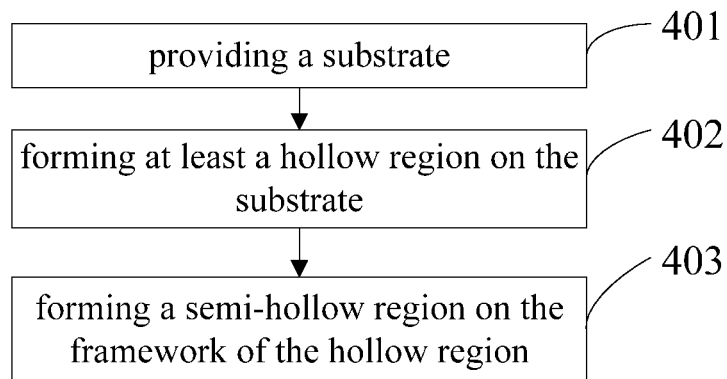 providing a substrate
401
forming at least a hollow region on the
substrate
402
forming a semi-hollow region on the
framework of the hollow region
403